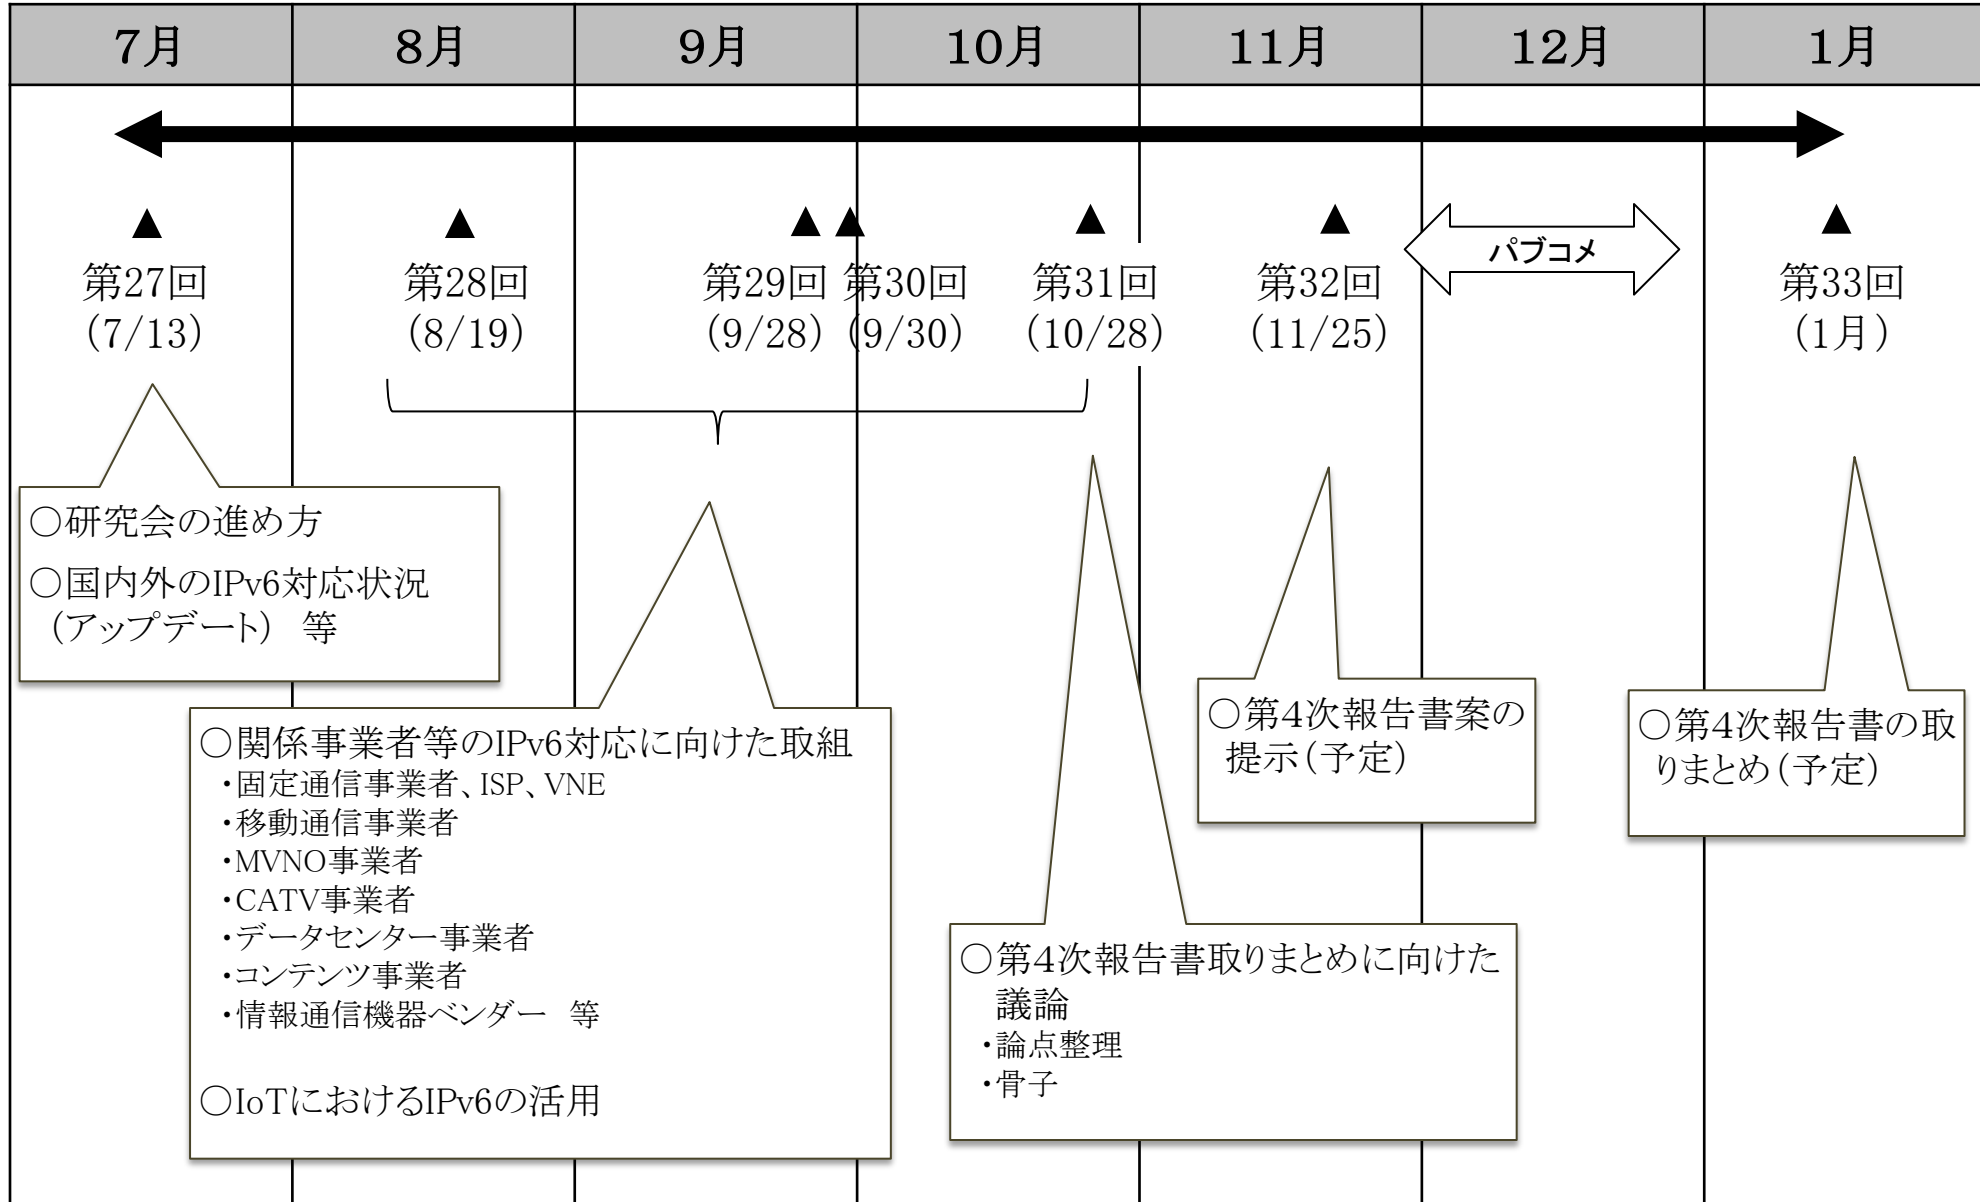 7月
8月
9月
10月
11月
12月
1月
第27回
(7/13)
第28回
(8/19)
第29回
(9/28)
第30回
(9/30)
第31回
(10/28)
第32回
(11/25)
パブコメ
第33回
(1月)
○研究会の進め方
○国内外のIPv6対応状況
(アップデート) 等
○関係事業者等のIPv6対応に向けた取組
・固定通信事業者、ISP、VNE
・移動通信事業者
・MVNO事業者
・CATV事業者
・データセンター事業者
・コンテンツ事業者
・情報通信機器ベンダー 等
○IoTにおけるIPv6の活用
○第4次報告書取りまとめに向けた
議論
・論点整理
・骨子
○第4次報告書案の
提示(予定)
○第4次報告書の取
りまとめ(予定)